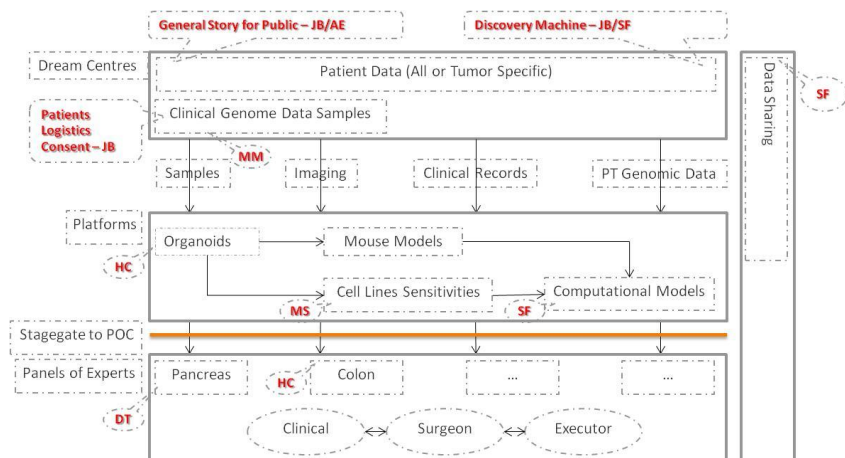 General Story for Public – JB/AE
Discovery Machine – JB/SF
Dream Centres
Patient Data (All or Tumor Specific)
Data Sharing
SF
Patients
Logistics
Consent – JB
Clinical Genome Data Samples
MM
Samples
Imaging
Clinical Records
PT Genomic Data
Platforms
Organoids
Mouse Models
HC
Cell Lines Sensitivities
Computational Models
MS
SF
Stagegate to POC
Panels of Experts
Pancreas
HC
Colon
...
...
DT
Clinical
Surgeon
Executor